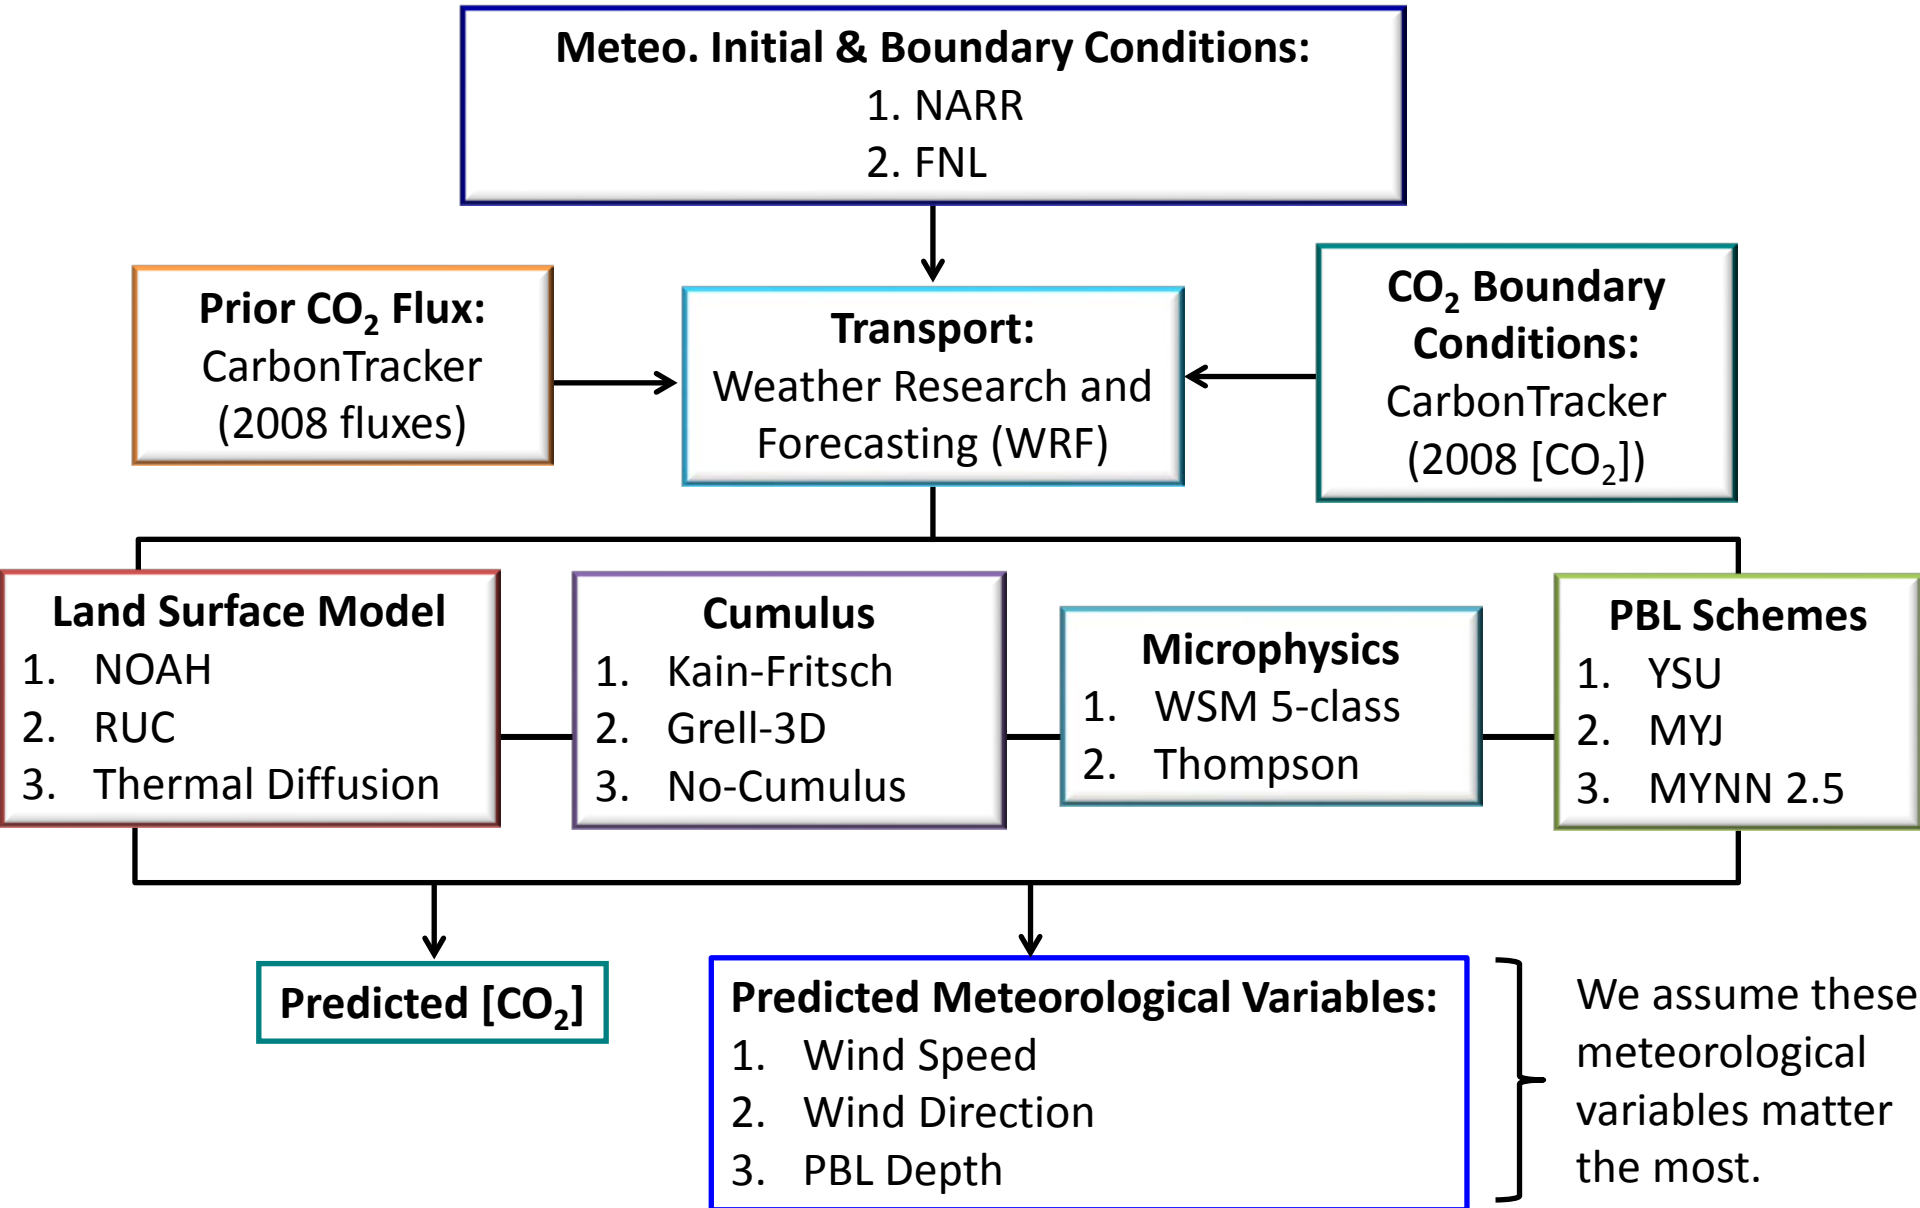 Meteo. Initial & Boundary Conditions:
1. NARR
2. FNL
Prior CO₂ Flux:
CarbonTracker
(2008 fluxes)
Transport:
Weather Research and
Forecasting (WRF)
CO₂ Boundary
Conditions:
CarbonTracker
(2008 [CO₂])
Land Surface Model
1. NOAH
2. RUC
3. Thermal Diffusion
Cumulus
1. Kain-Fritsch
2. Grell-3D
3. No-Cumulus
Microphysics
1. WSM 5-class
2. Thompson
PBL Schemes
1. YSU
2. MYJ
3. MYNN 2.5
Predicted [CO₂]
Predicted Meteorological Variables:
1. Wind Speed
2. Wind Direction
3. PBL Depth
We assume these
meteorological
variables matter
the most.